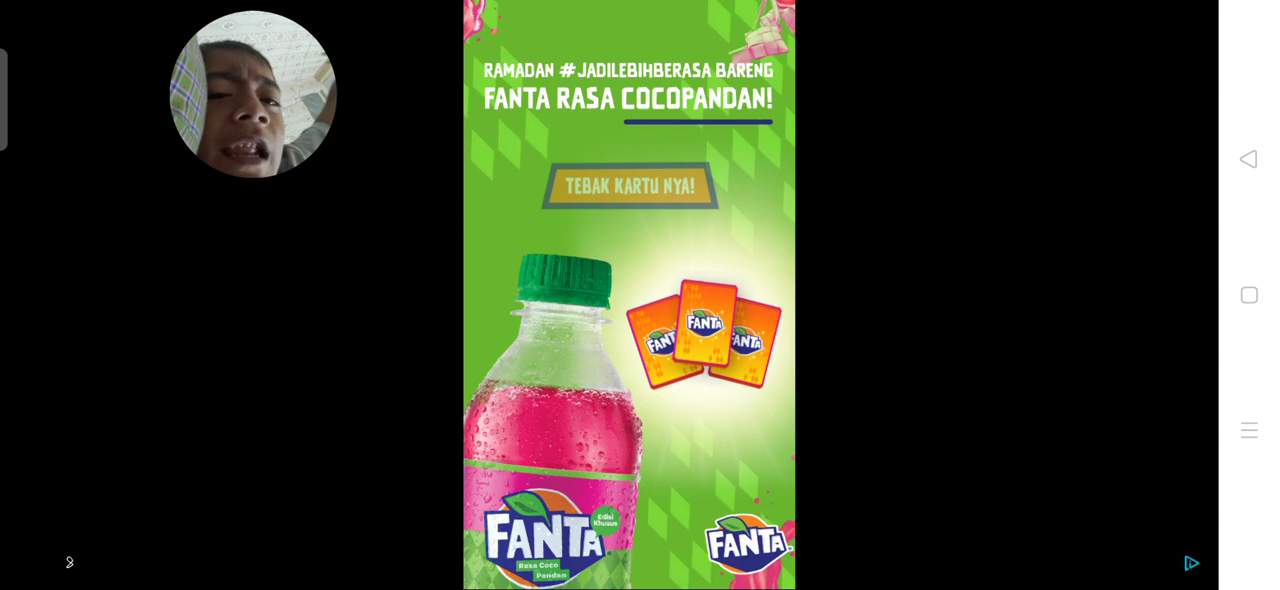 RAMADAN #JADILEBIHBERASA BARENG
FANTA RASA COCOPANDAN!
TEBAK KARTU NYA!
FANTA
FANTA
FANTA
FANTA
Edisi
Khusus
Rasa Coco
Pandan
FANTA